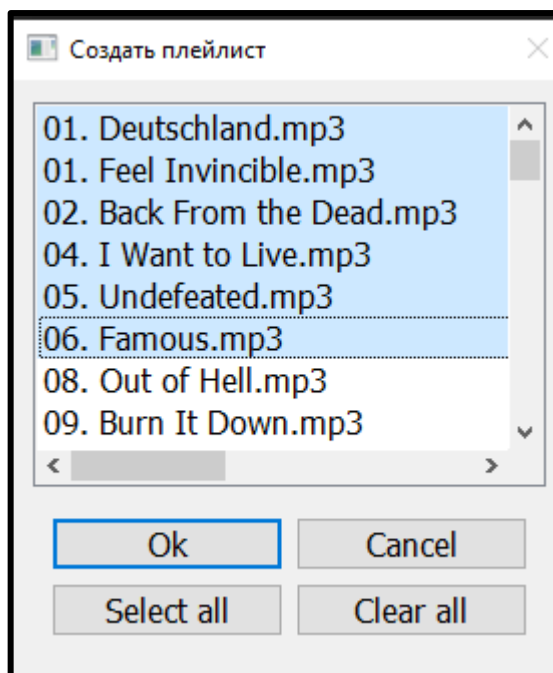 Создать плейлист
01. Deutschland.mp3
01. Feel Invincible.mp3
02. Back From the Dead.mp3
04. I Want to Live.mp3
05. Undefeated.mp3
06. Famous.mp3
08. Out of Hell.mp3
09. Burn It Down.mp3
Ok Cancel
Select all Clear all